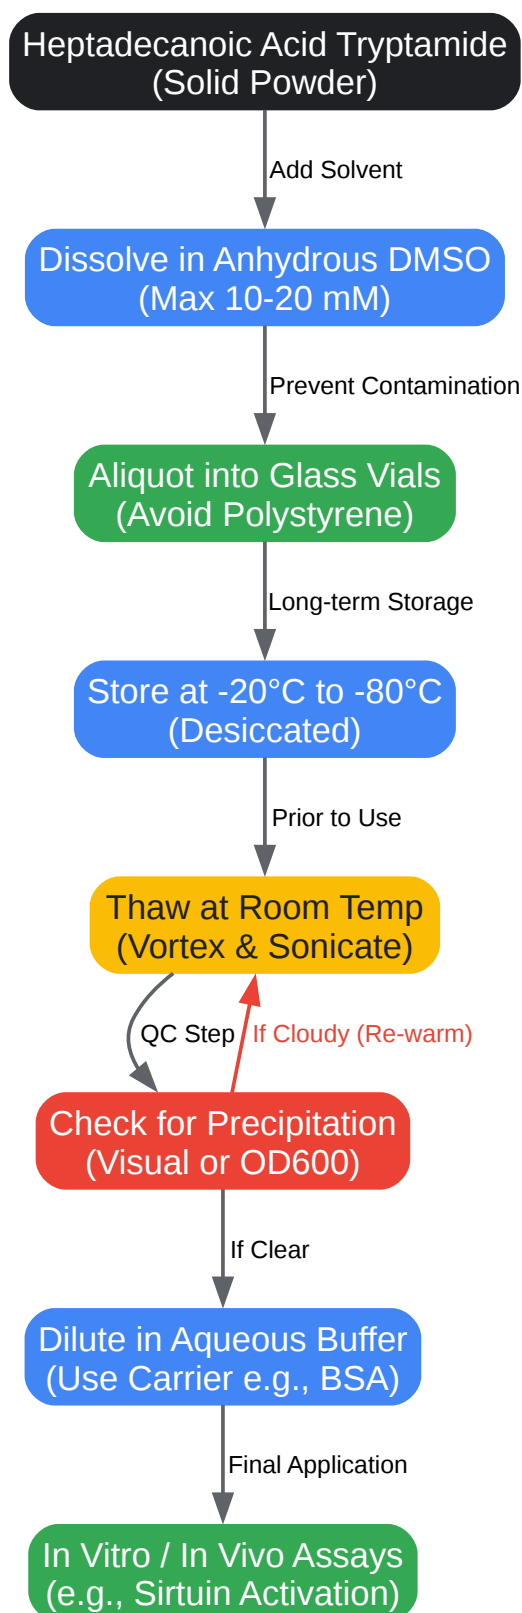 Heptadecanoic Acid Tryptamide
(Solid Powder)
Add Solvent
Dissolve in Anhydrous DMSO
(Max 10-20 mM)
Prevent Contamination
Aliquot into Glass Vials
(Avoid Polystyrene)
Long-term Storage
Store at -20°C to -80°C
(Desiccated)
Prior to Use
Thaw at Room Temp
(Vortex & Sonicate)
QC Step
If Cloudy (Re-warm)
Check for Precipitation
(Visual or OD600)
If Clear
Dilute in Aqueous Buffer
(Use Carrier e.g., BSA)
Final Application
In Vitro / In Vivo Assays
(e.g., Sirtuin Activation)